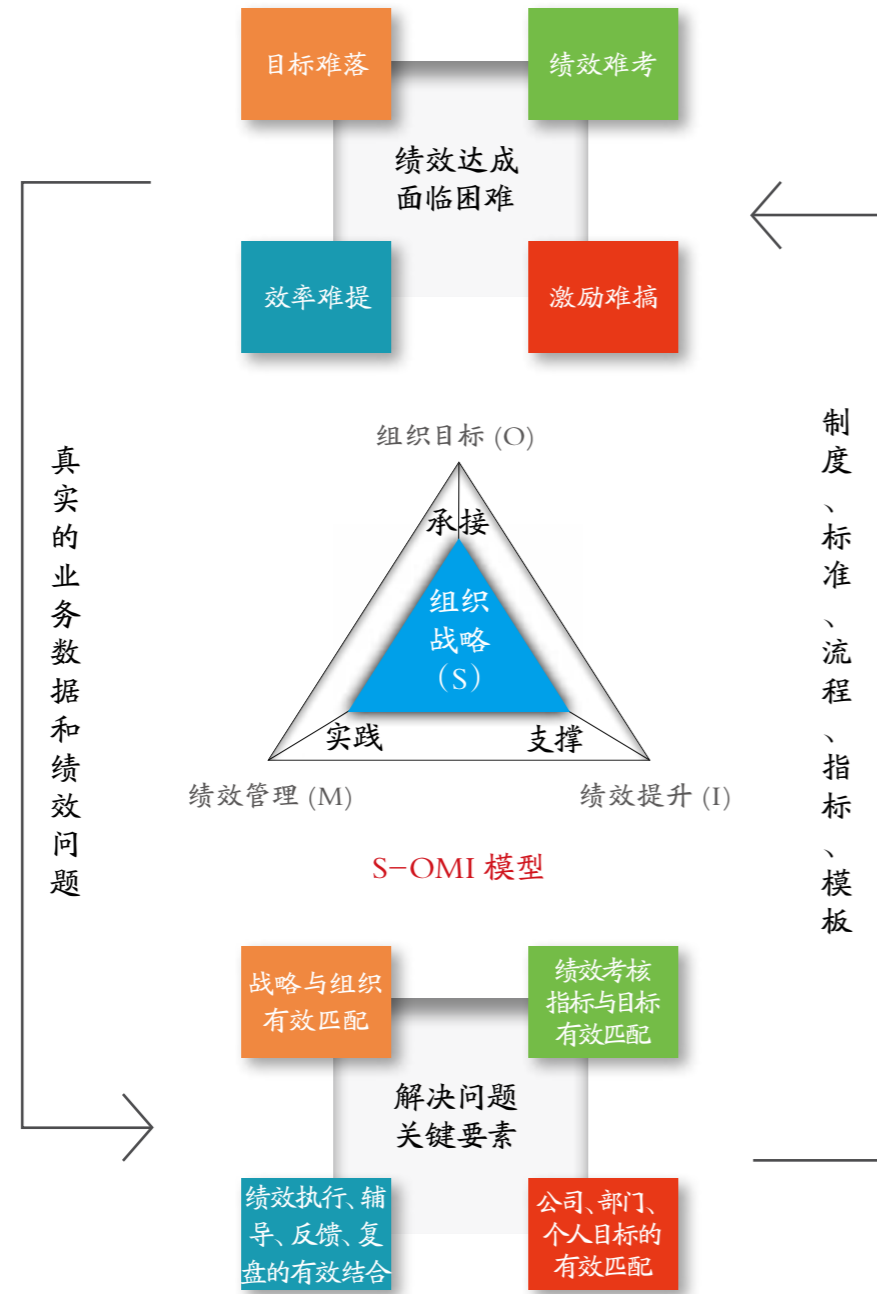 目标难落
绩效难考
绩效达成
面临困难
效率难提
激励难搞
真实的业务数据和绩效问题
组织目标 (O)
承接
组织
战略
(S)
实践
支撑
绩效管理 (M)
绩效提升 (I)
S-OMI 模型
制度、标准、流程、指标、模板
战略与组织
有效匹配
绩效考核
指标与目标
有效匹配
解决问题
关键要素
绩效执行、辅
导、反馈、复
盘的有效结合
公司、部门、
个人目标的
有效匹配